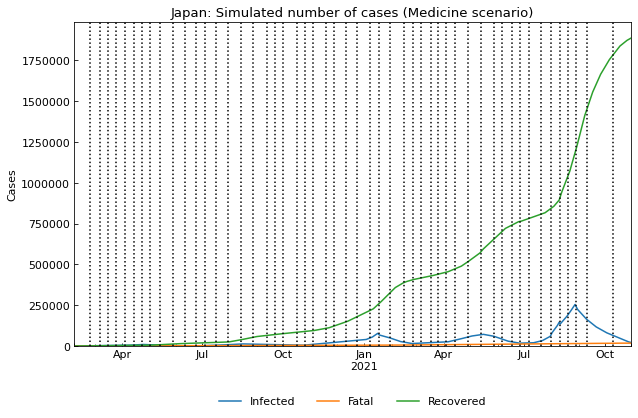 Japan: Simulated number of cases (Medicine scenario)
1750000
1500000
1250000
1000000
750000
500000
250000
0
Cases
Apr Jul Oct Jan Apr Jul Oct
2021
Infected Fatal Recovered